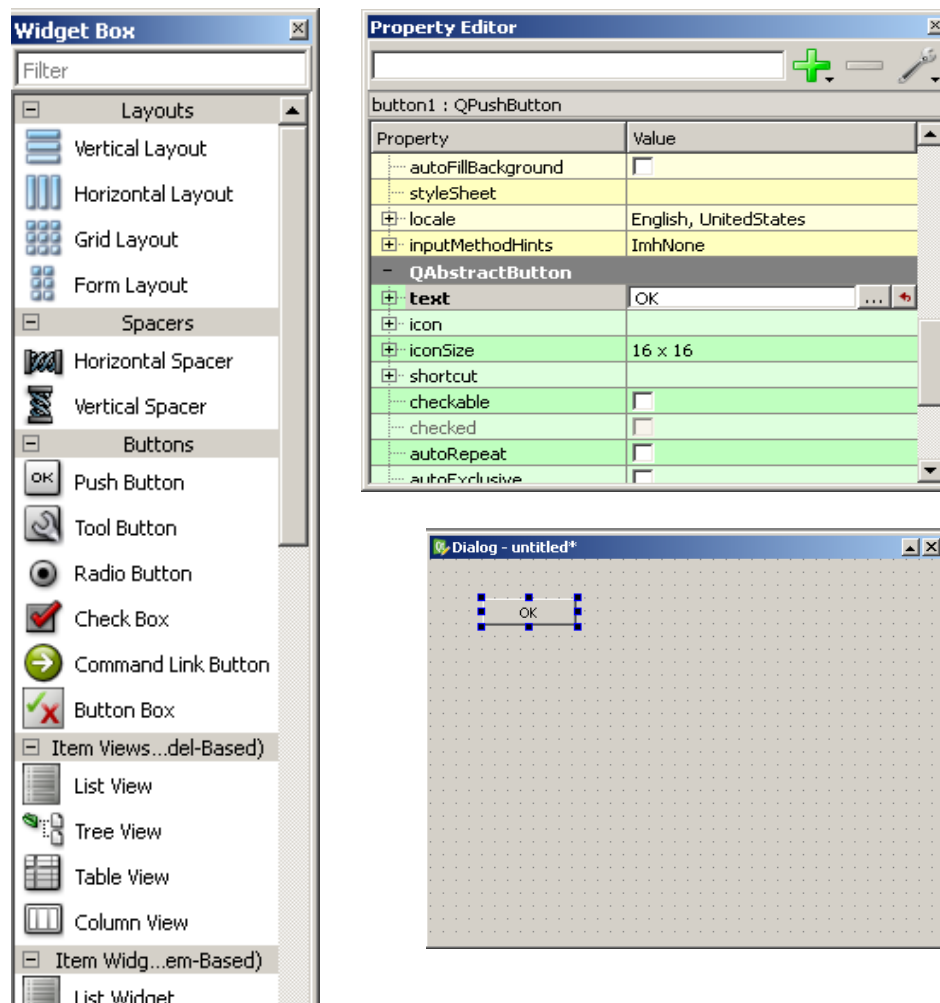 Widget Box
Filter
Layouts
Vertical Layout
Horizontal Layout
Grid Layout
Form Layout
Spacers
Horizontal Spacer
Vertical Spacer
Buttons
OK
Push Button
Tool Button
Radio Button
Check Box
Command Link Button
Button Box
Item Views...del-Based)
List View
Tree View
Table View
Column View
Item Widg...em-Based)
List Widget
Property Editor
button1 : QPushButton
Property Value
autoFillBackground
styleSheet
locale English, UnitedStates
inputMethodHints ImhNone
QAbstractButton
text OK ...
icon
iconSize 16 x 16
shortcut
checkable
checked
autoRepeat
autoExclusive
Dialog - untitled*
OK